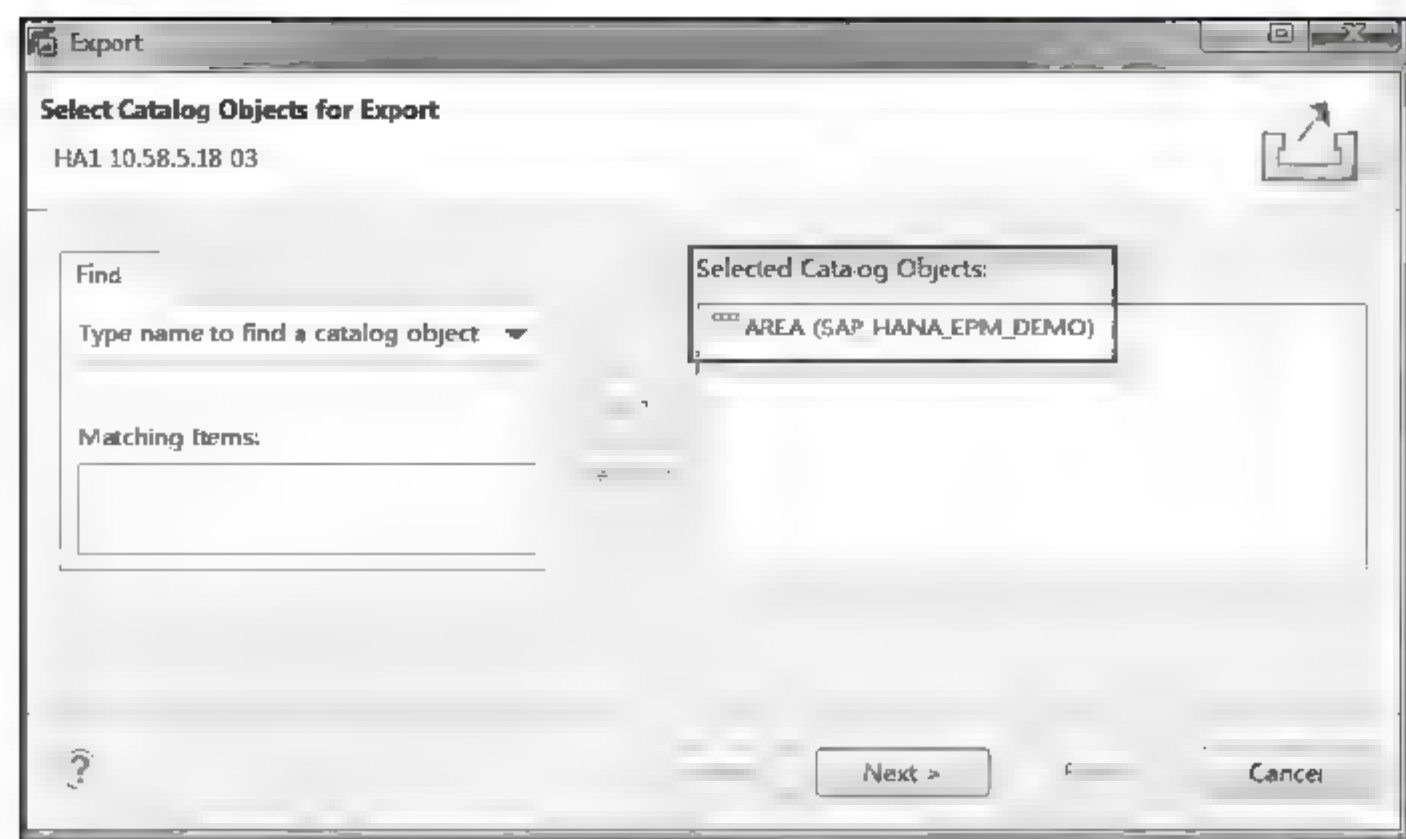 Export
Select Catalog Objects for Export
HA1 10.58.5.18 03
Find
Type name to find a catalog object
Matching Items:
Selected Catalog Objects:
AREA (SAP_HANA_EPM_DEMO)
?
Next >
Cancel